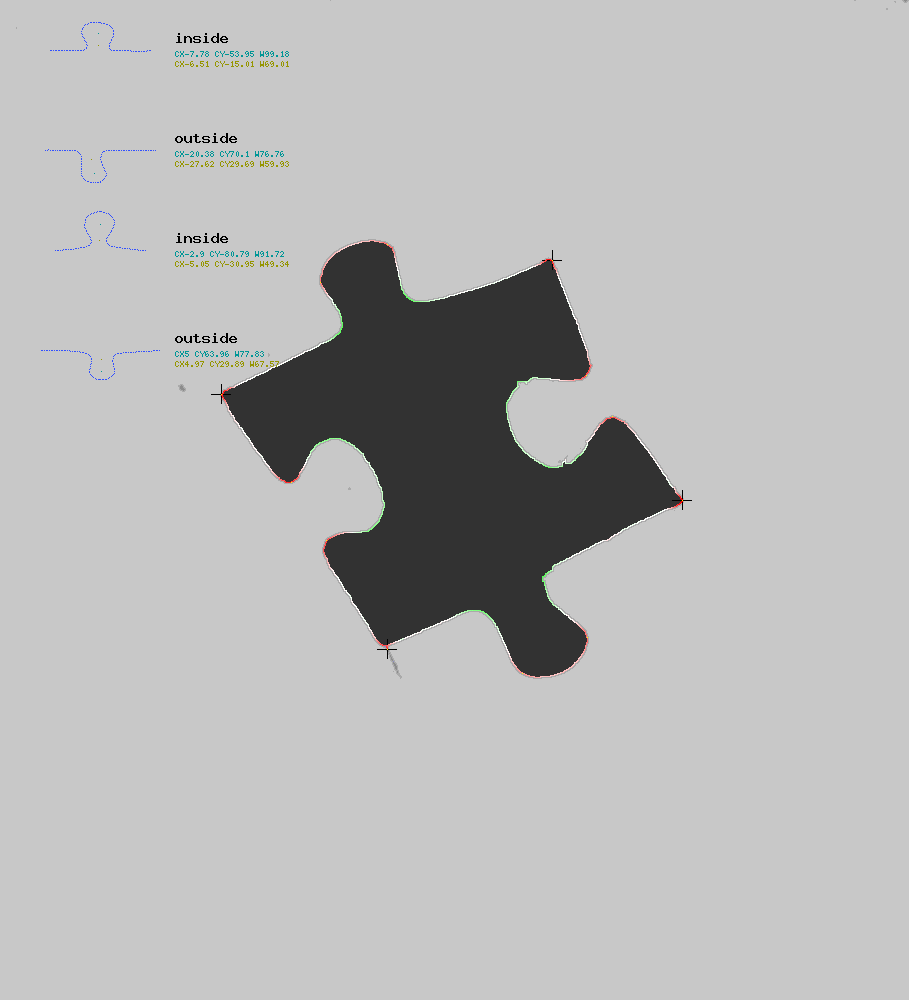 inside
CX-7.78 CY-53.95 W99.18
CX-6.51 CY-15.01 W69.01
outside
CX-20.38 CY70.1 W76.76
CX-27.62 CY29.69 W59.93
inside
CX-2.9 CY-80.79 W91.72
CX-5.05 CY-30.95 W49.34
outside
CX5 CY63.96 W77.83
CX4.97 CY29.89 W67.57